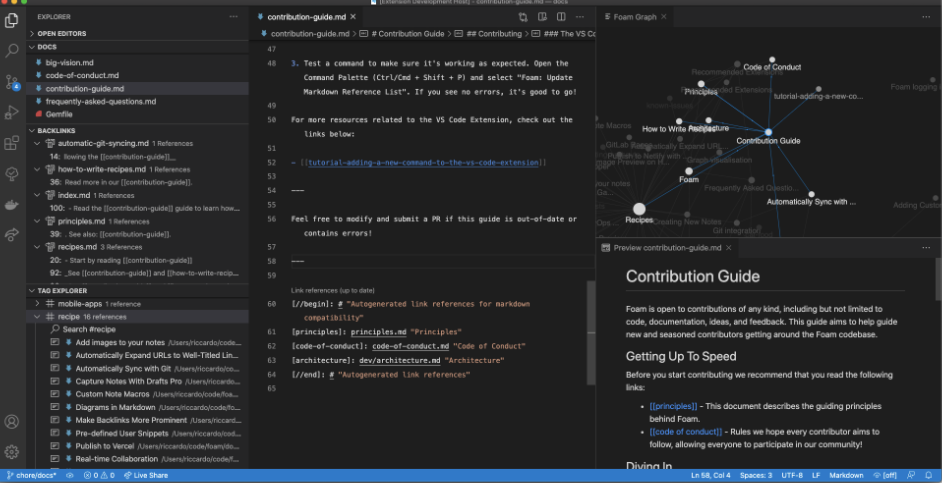 [Extension Development Host] - contribution-guide.md — docs
EXPLORER
OPEN EDITORS
DOCS
big-vision.md
code-of-conduct.md
contribution-guide.md
frequently-asked-questions.md
Gemfile
BACKLINKS
automatic-git-syncing.md 1 References
14: llowing the [[contribution-guide]]__
how-to-write-recipes.md 1 References
36: Read more in our [[contribution-guide]].
index.md 1 References
100: - Read the [[contribution-guide]] guide to learn how...
principles.md 1 References
39: . See also: [[contribution-guide]].
recipes.md 3 References
20: - Start by reading [[contribution-guide]]
92: _See [[contribution-guide]] and [[how-to-write-recip...
TAG EXPLORER
# mobile-apps 1 reference
# recipe 16 references
Search #recipe
Add images to your notes /Users/riccardo/code...
Automatically Expand URLs to Well-Titled Lin...
Automatically Sync with Git /Users/riccardo/co...
Capture Notes With Drafts Pro /Users/riccard...
Custom Note Macros /Users/riccardo/code/foa...
Diagrams in Markdown /Users/riccardo/code/f...
Make Backlinks More Prominent /Users/riccar...
Pre-defined User Snippets /Users/riccardo/co...
Publish to Vercel /Users/riccardo/code/foam/do...
Real-time Collaboration /Users/riccardo/code/...
contribution-guide.md
contribution-guide.md > # Contribution Guide > ## Contributing > ### The VS Co
47
48 3. Test a command to make sure it's working as expected. Open the
Command Palette (Ctrl/Cmd + Shift + P) and select "Foam: Update
Markdown Reference List". If you see no errors, it's good to go!
49
50 For more resources related to the VS Code Extension, check out the
links below:
51
52 - [[tutorial-adding-a-new-command-to-the-vs-code-extension]]
53
54 ---
55
56 Feel free to modify and submit a PR if this guide is out-of-date or
contains errors!
57
58 ---
59
Link references (up to date)
60 [//begin]: # "Autogenerated link references for markdown
compatibility"
61 [principles]: principles.md "Principles"
62 [code-of-conduct]: code-of-conduct.md "Code of Conduct"
63 [architecture]: dev/architecture.md "Architecture"
64 [//end]: # "Autogenerated link references"
65
Foam Graph
Code of Conduct
Recommended Extensions
Principles
tutorial-adding-a-new-co...
Foam logging
How to Write Recipes
Architecture
Contribution Guide
GitLab
Automatically Expand URL...
Publish to Netlify with
Graph visualisation
Image Preview on H
Foam
Frequently Asked Questio...
your notes
Automatically Sync with ...
Adding Custo
Recipes
Creating New Notes
Git integration
Preview contribution-guide.md
Contribution Guide
Foam is open to contributions of any kind, including but not limited to
code, documentation, ideas, and feedback. This guide aims to help guide
new and seasoned contributors getting around the Foam codebase.
Getting Up To Speed
Before you start contributing we recommend that you read the following
links:
• [[principles]] - This document describes the guiding principles
behind Foam.
• [[code of conduct]] - Rules we hope every contributor aims to
follow, allowing everyone to participate in our community!
Diving In
4
chore/docs*
0 0
Live Share
Ln 58, Col 4
Spaces: 3
UTF-8
LF
Markdown
[off]